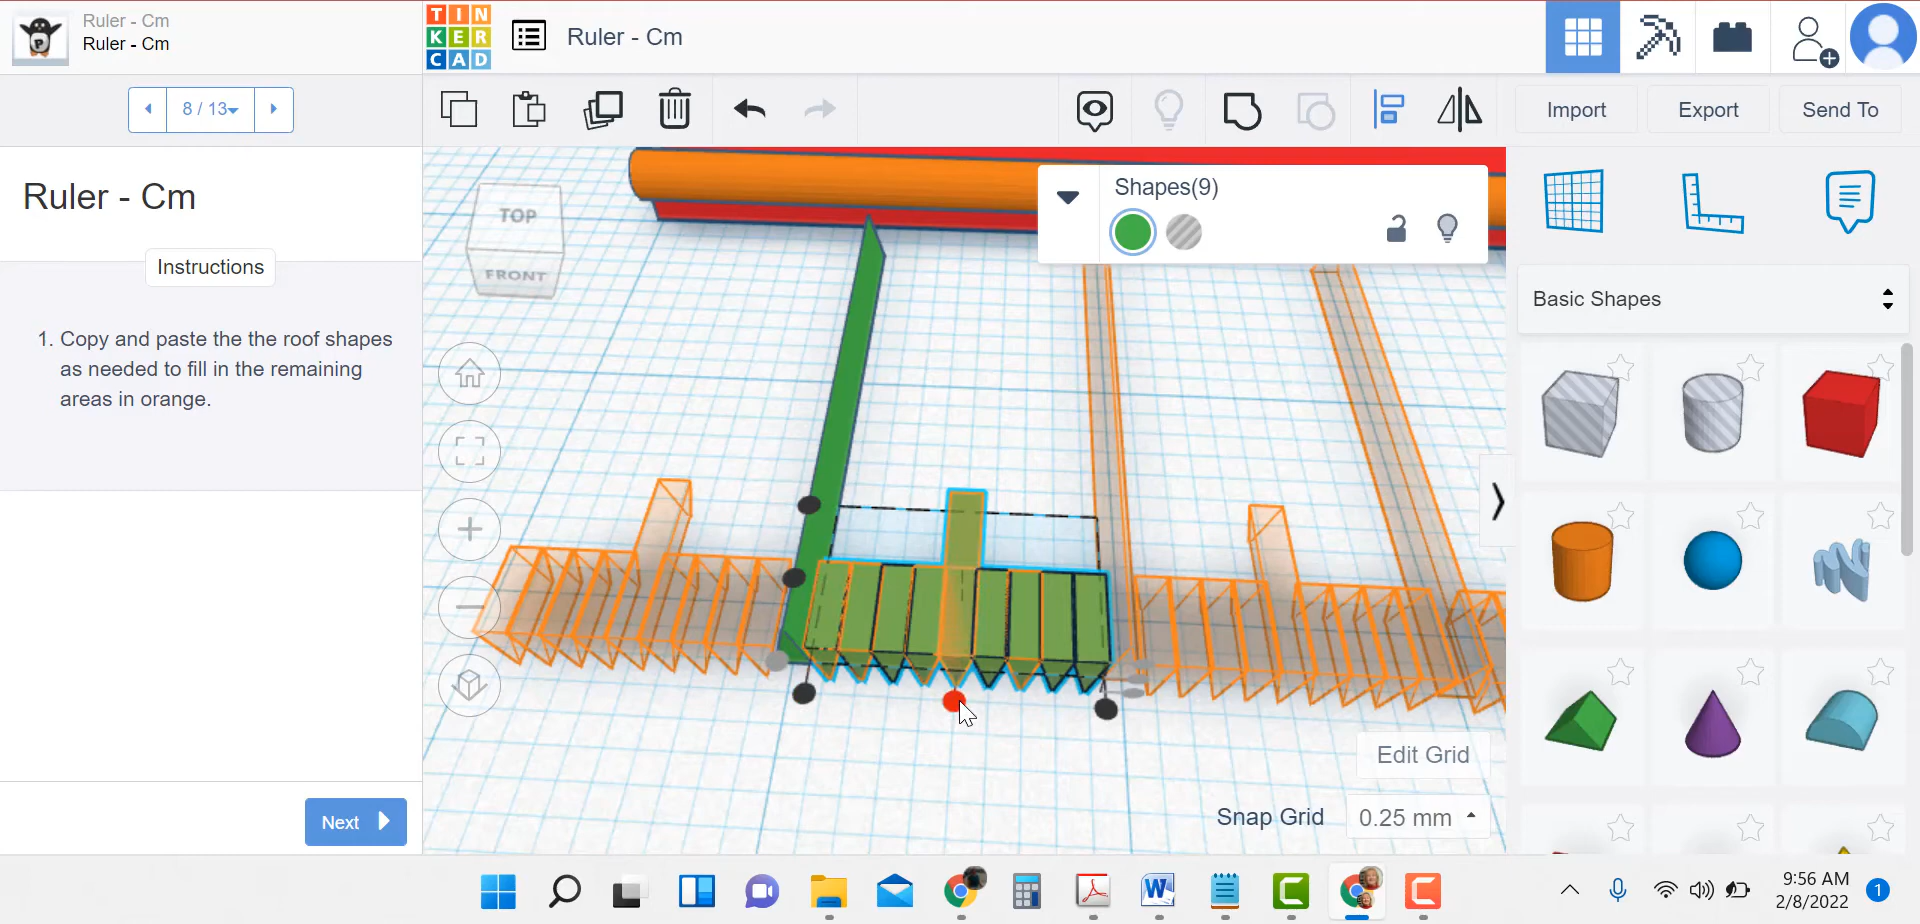 Ruler - Cm
Ruler - Cm
TIN
KER
CAD
Ruler - Cm
8 / 13
Import
Export
Send To
Ruler - Cm
Instructions
1. Copy and paste the the roof shapes
as needed to fill in the remaining
areas in orange.
TOP
FRONT
Shapes(9)
Basic Shapes
Edit Grid
Snap Grid
0.25 mm
Next
9:56 AM
2/8/2022
1